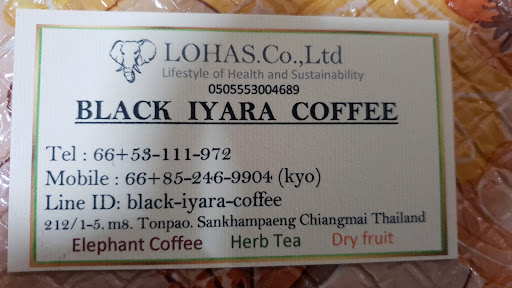 LOHAS.Co.,Ltd
Lifestyle of Health and Sustainability
0505553004689
BLACK IYARA COFFEE
Tel : 66+53-111-972
Mobile : 66+85-246-9904 (kyo)
Line ID: black-iyara-coffee
212/1-5. m8. Tonpao. Sankhampaeng Chiangmai Thailand
Elephant Coffee Herb Tea Dry fruit